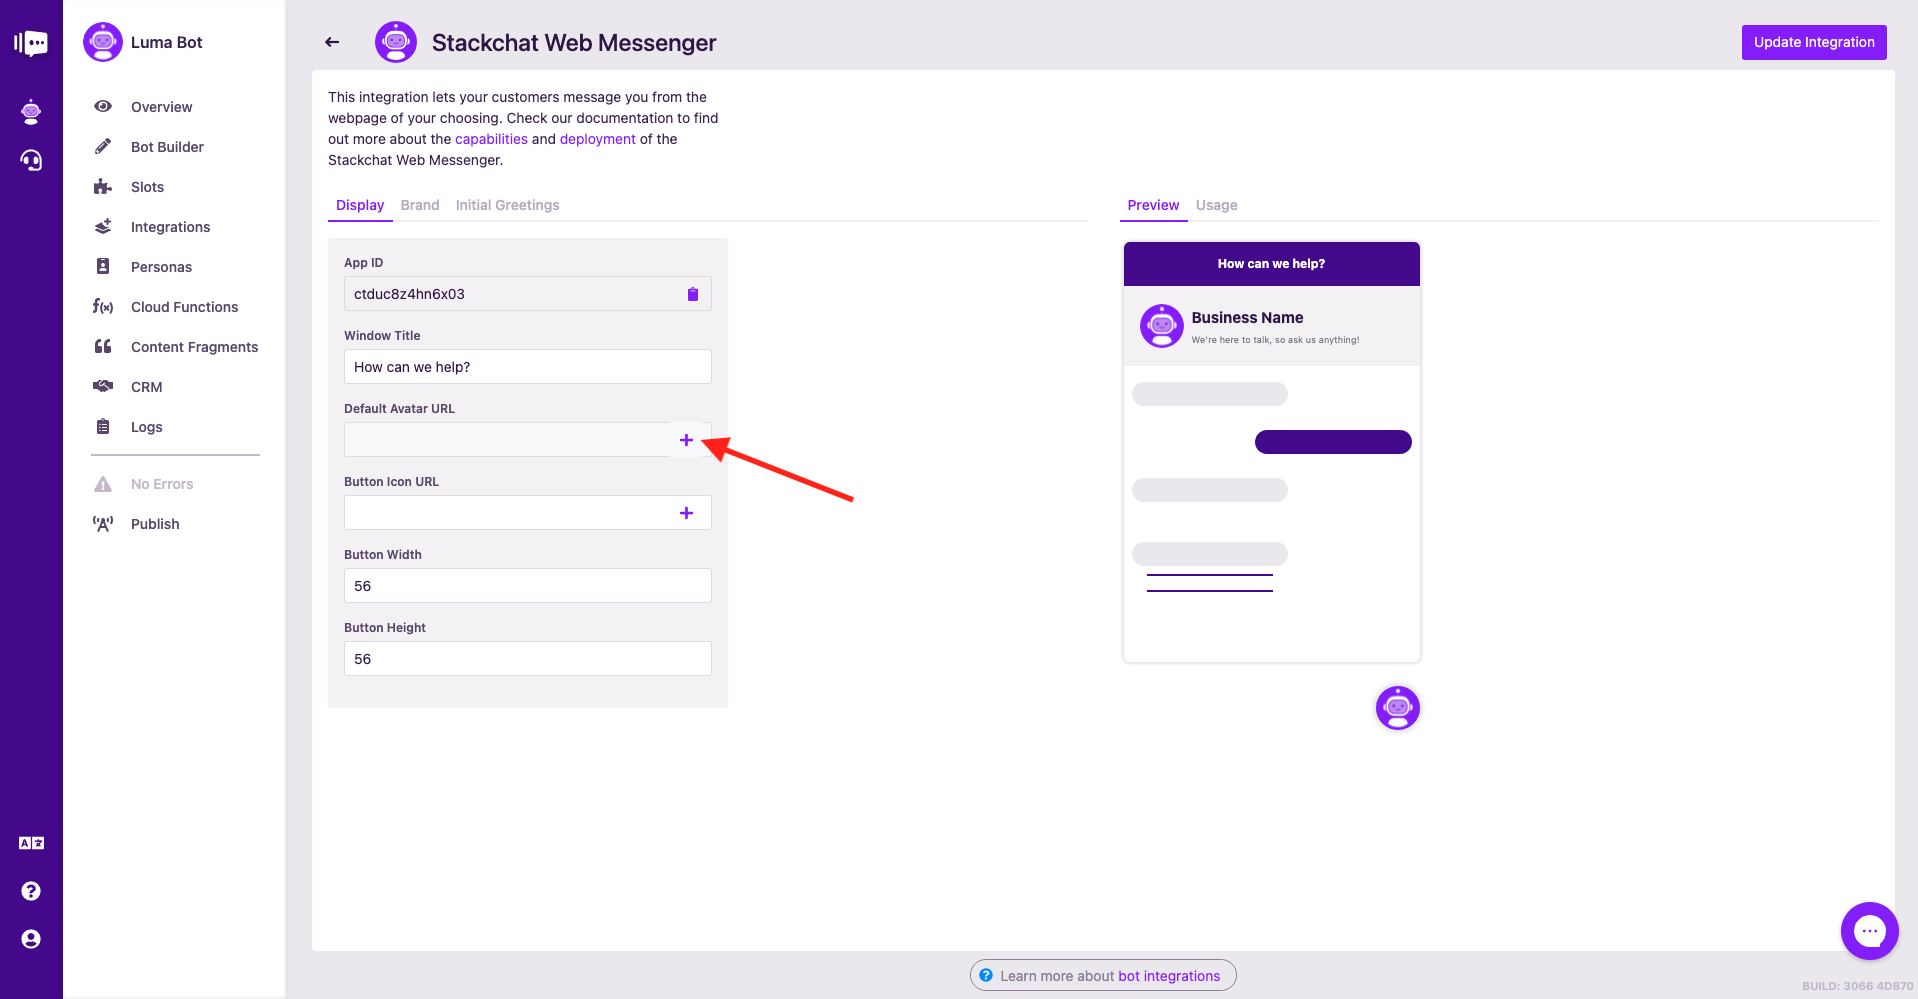 Luma Bot
Overview
Bot Builder
Slots
Integrations
Personas
Cloud Functions
Content Fragments
CRM
Logs
No Errors
Publish
Stackchat Web Messenger
Update Integration
This integration lets your customers message you from the
webpage of your choosing. Check our documentation to find
out more about the capabilities and deployment of the
Stackchat Web Messenger.
Display Brand Initial Greetings
App ID
ctduc8z4hn6x03
Window Title
How can we help?
Default Avatar URL
Button Icon URL
Button Width
56
Button Height
56
Preview Usage
How can we help?
Business Name
We're here to talk, so ask us anything!
Learn more about bot integrations
BUILD: 3066 4D870